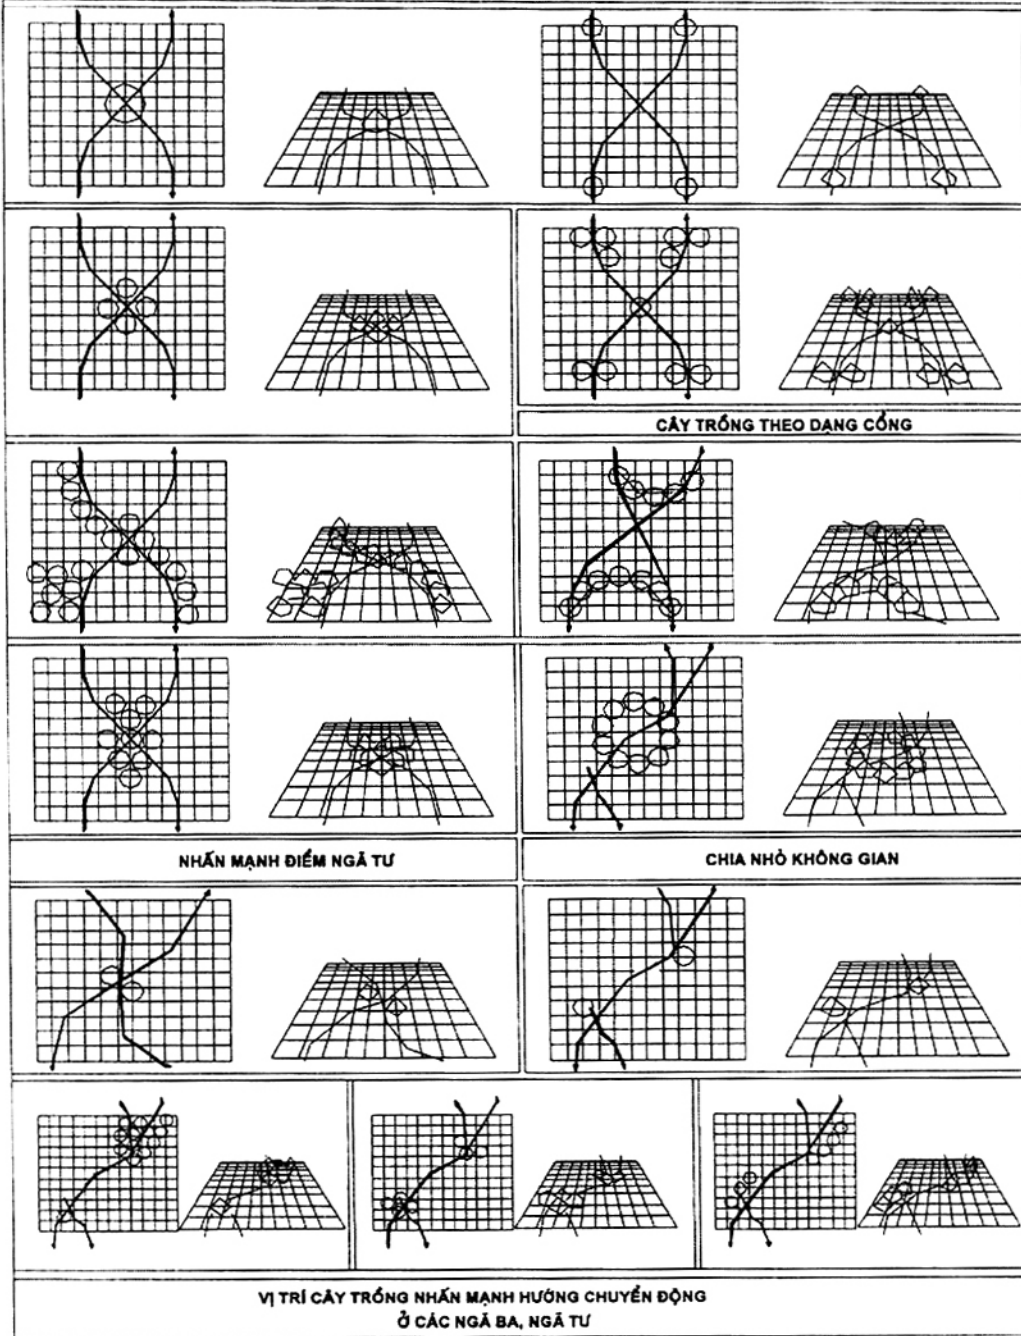 CÂY TRỒNG THEO DẠNG CỔNG
NHẤN MẠNH ĐIỂM NGÃ TƯ
CHIA NHỎ KHÔNG GIAN
VỊ TRÍ CÂY TRỒNG NHẤN MẠNH HƯỚNG CHUYỂN ĐỘNG
Ở CÁC NGÃ BA, NGÃ TƯ